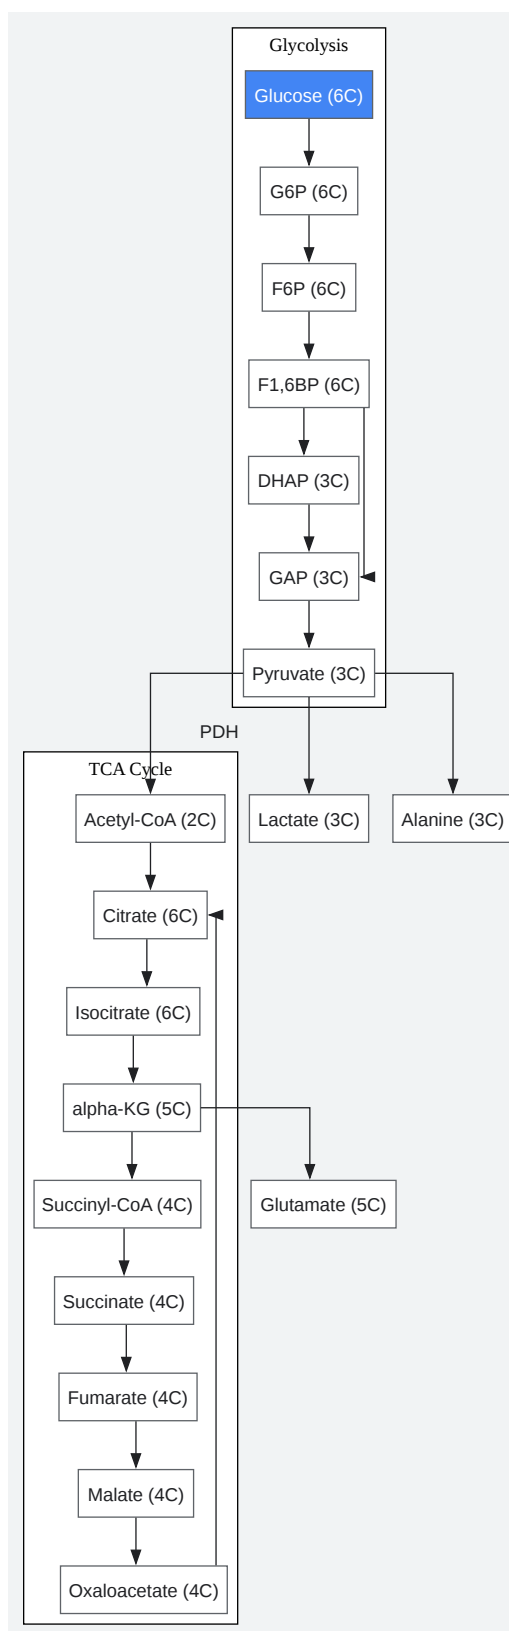 Glycolysis
Glucose (6C)
G6P (6C)
F6P (6C)
F1,6BP (6C)
DHAP (3C)
GAP (3C)
Pyruvate (3C)
PDH
TCA Cycle
Acetyl-CoA (2C)
Lactate (3C)
Alanine (3C)
Citrate (6C)
Isocitrate (6C)
alpha-KG (5C)
Succinyl-CoA (4C)
Glutamate (5C)
Succinate (4C)
Fumarate (4C)
Malate (4C)
Oxaloacetate (4C)